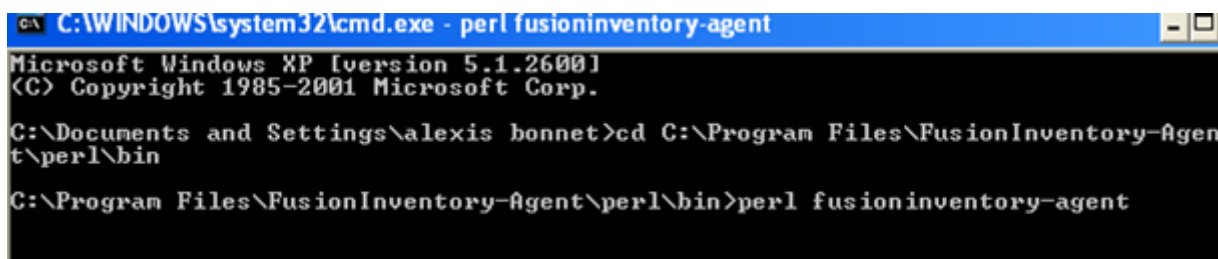 C:\WINDOWS\system32\cmd.exe - perl fusioninventory-agent
Microsoft Windows XP [version 5.1.2600]
(C) Copyright 1985-2001 Microsoft Corp.
C:\Documents and Settings\alexis bonnet>cd C:\Program Files\FusionInventory-Agen
t\perl\bin
C:\Program Files\FusionInventory-Agent\perl\bin>perl fusioninventory-agent